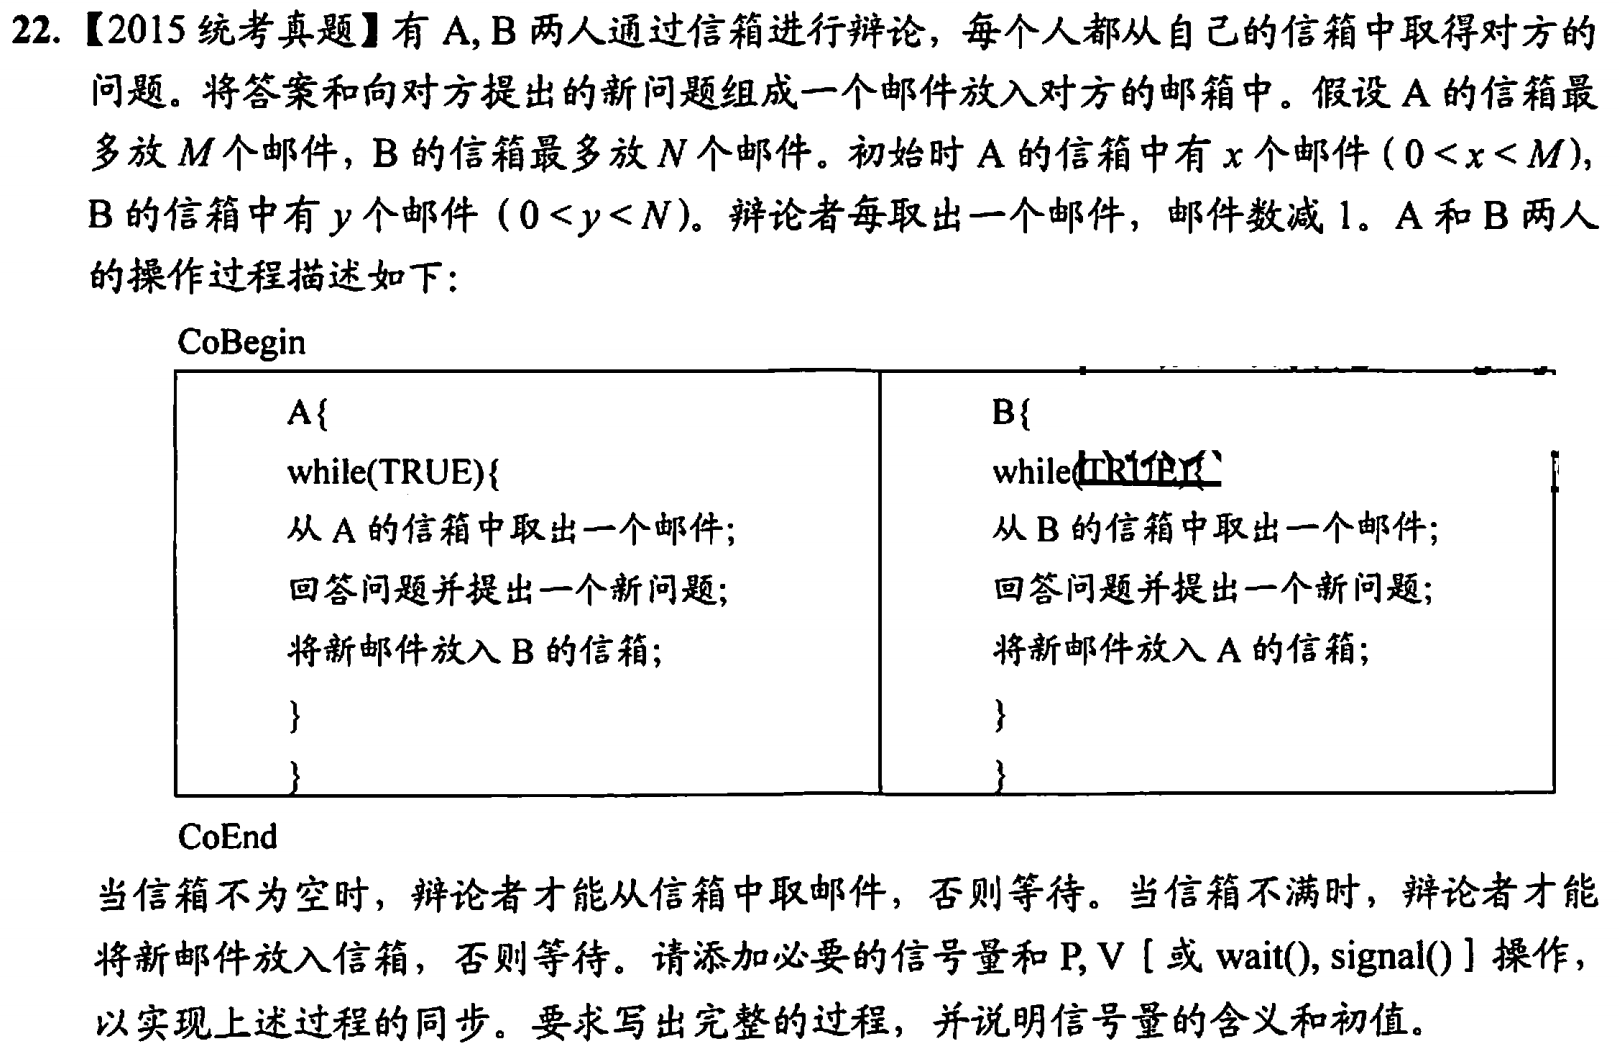 22.【2015 统考真题】有 A, B 两人通过信箱进行辩论，每个人都从自己的信箱中取得对方的
问题。将答案和向对方提出的新问题组成一个邮件放入对方的邮箱中。假设 A 的信箱最
多放 M 个邮件，B 的信箱最多放 N 个邮件。初始时 A 的信箱中有 x 个邮件（0<x<M），
B 的信箱中有 y 个邮件（0<y<N）。辩论者每取出一个邮件，邮件数减 1。A 和 B 两人
的操作过程描述如下：
CoBegin
A{
while(TRUE){
从 A 的信箱中取出一个邮件;
回答问题并提出一个新问题;
将新邮件放入 B 的信箱;
}
}
B{
while(TRUE){
从 B 的信箱中取出一个邮件;
回答问题并提出一个新问题;
将新邮件放入 A 的信箱;
}
}
CoEnd
当信箱不为空时，辩论者才能从信箱中取邮件，否则等待。当信箱不满时，辩论者才能
将新邮件放入信箱，否则等待。请添加必要的信号量和 P, V［或 wait(), signal()］操作，
以实现上述过程的同步。要求写出完整的过程，并说明信号量的含义和初值。